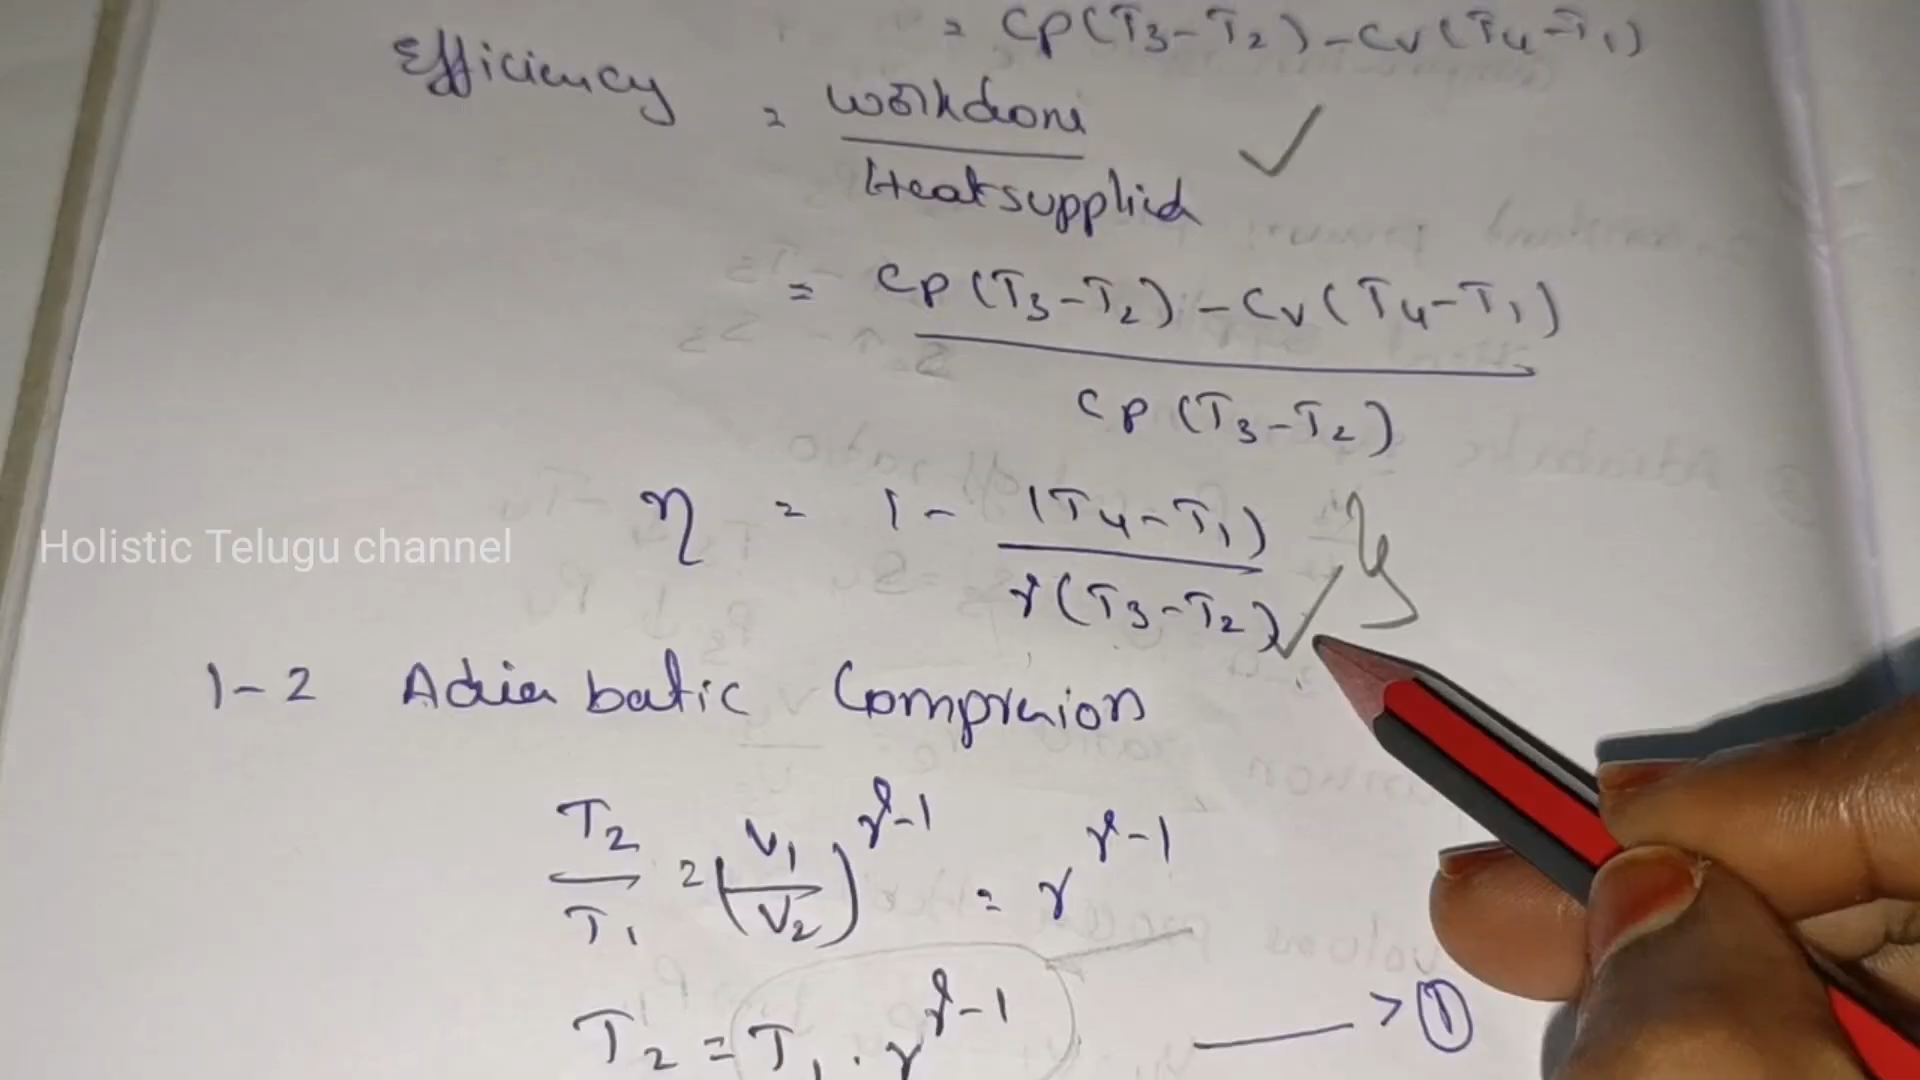 = Cp(T3-T2)-Cv(T4-T1)
Efficiency = workdone / Heat supplied
= Cp(T3-T2)-Cv(T4-T1) / Cp(T3-T2)
Holistic Telugu channel
η = 1 - (T4-T1) / γ(T3-T2)
1-2 Adiabatic Compression
T2/T1 = (V1/V2)^γ-1 = r^γ-1
T2 = T1 . r^γ-1 —> ①